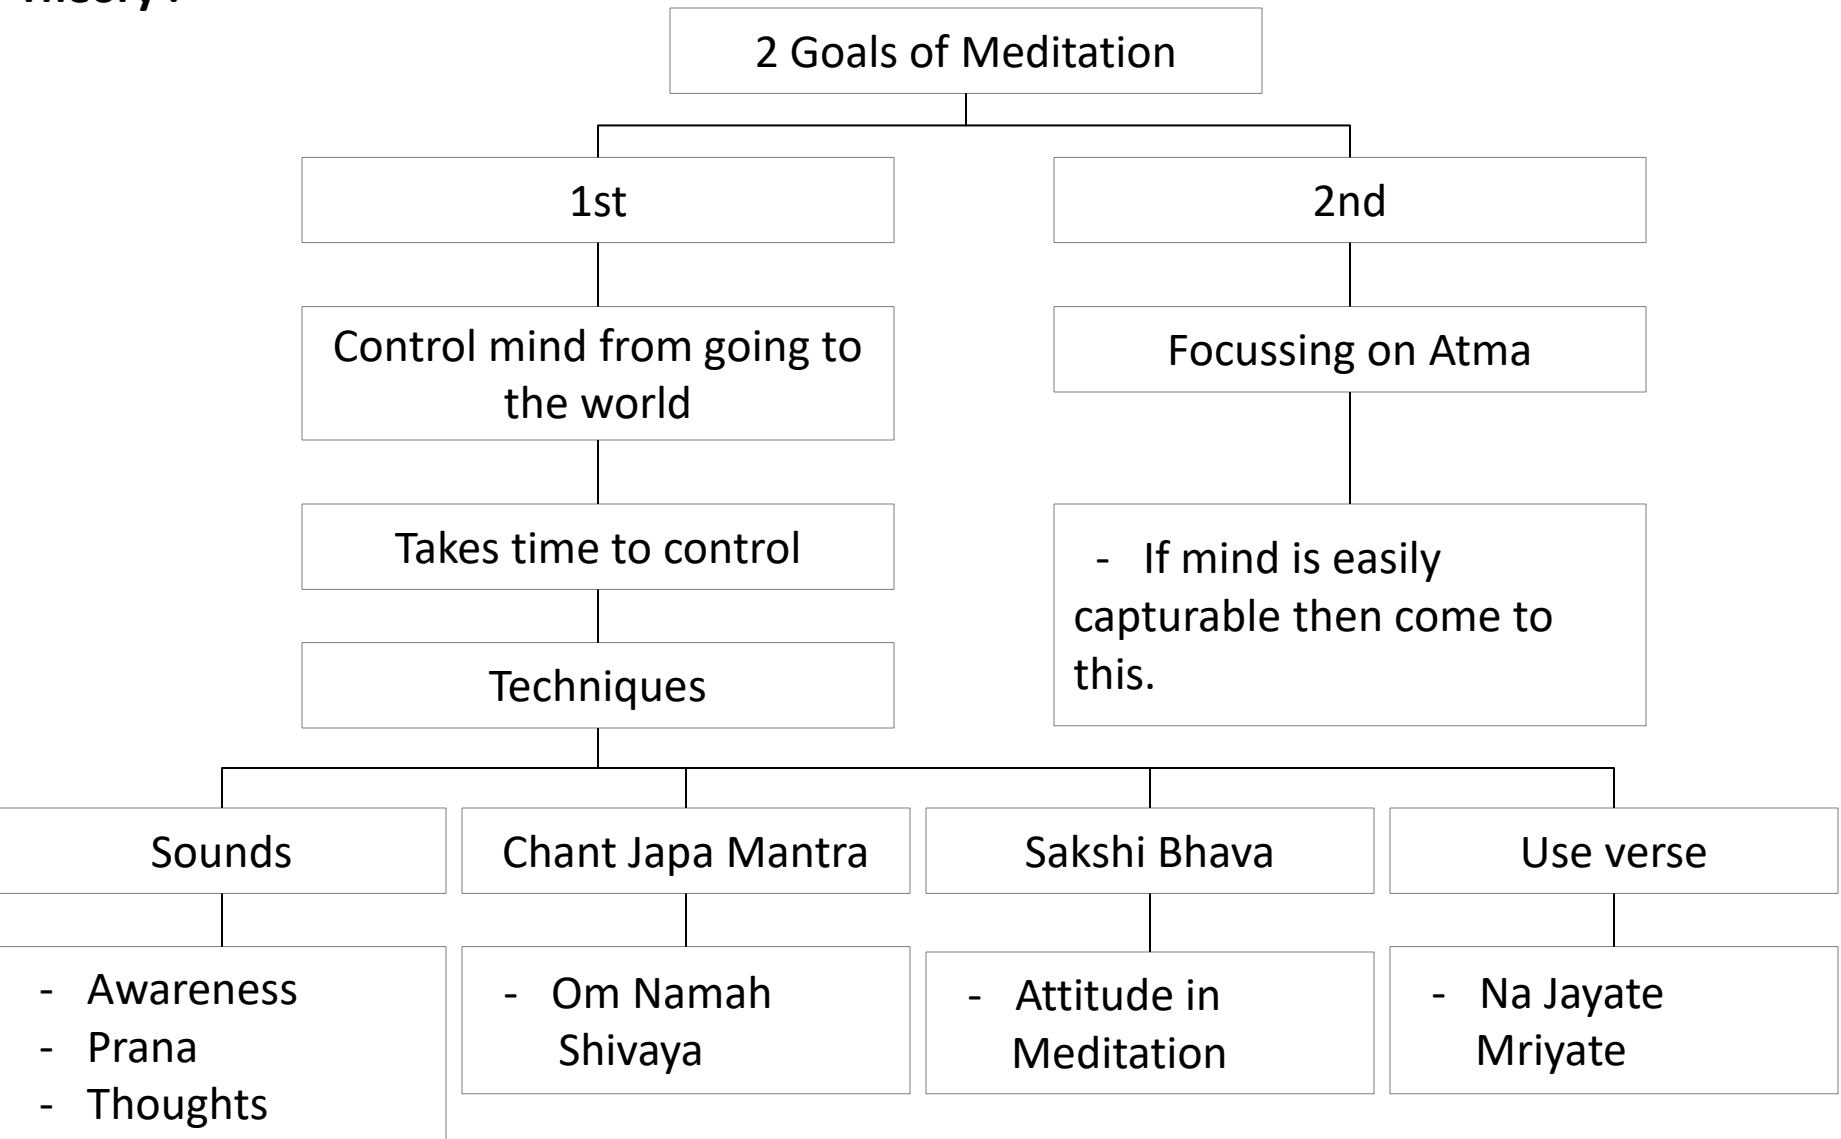 Theory :
2 Goals of Meditation
1st
2nd
Control mind from going to
the world
Focussing on Atma
Takes time to control
- If mind is easily
capturable then come to
this.
Techniques
Sounds
Chant Japa Mantra
Sakshi Bhava
Use verse
- Awareness
- Prana
- Thoughts
- Om Namah
Shivaya
- Attitude in
Meditation
- Na Jayate
Mriyate